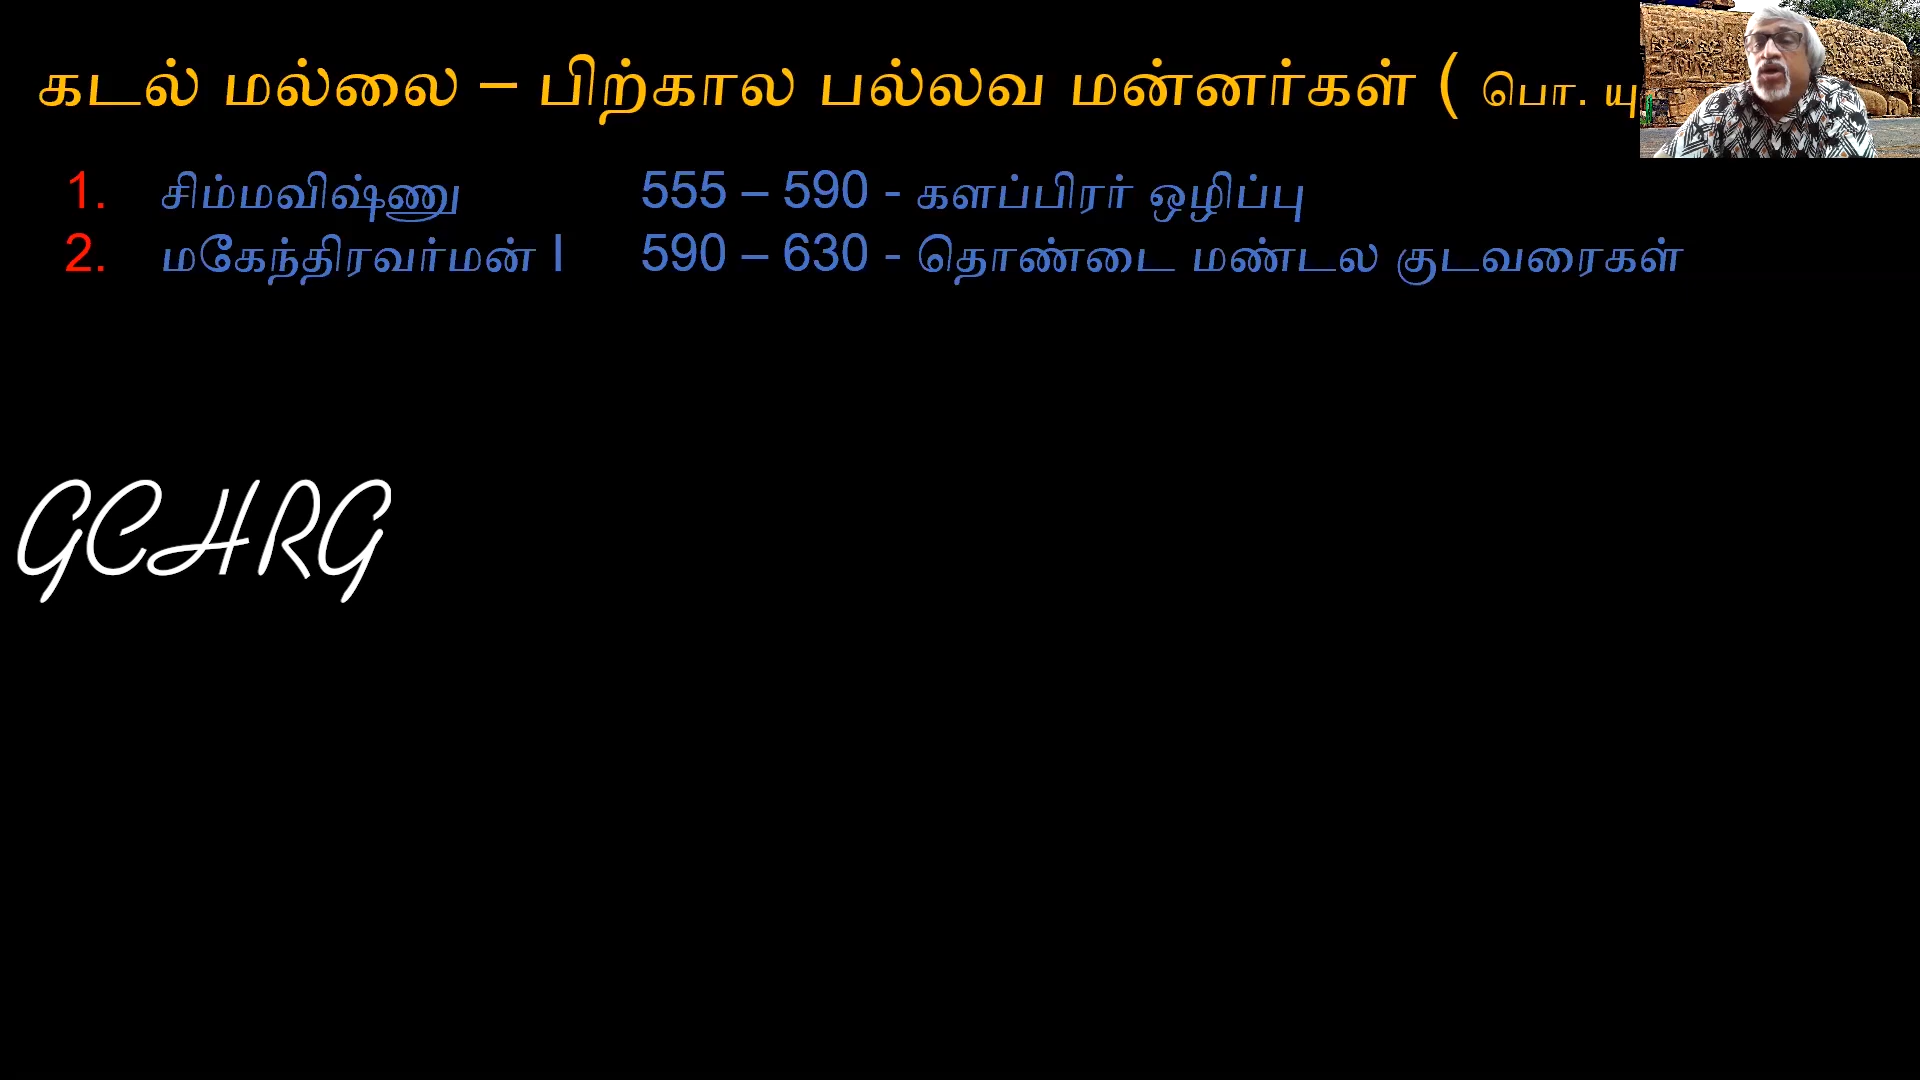 கடல் மல்லை – பிற்கால பல்லவ மன்னர்கள் ( பொ. யு
1. சிம்மவிஷ்ணு 555 – 590 - களப்பிரர் ஒழிப்பு
2. மகேந்திரவர்மன் I 590 – 630 - தொண்டை மண்டல குடவரைகள்
GCHRG